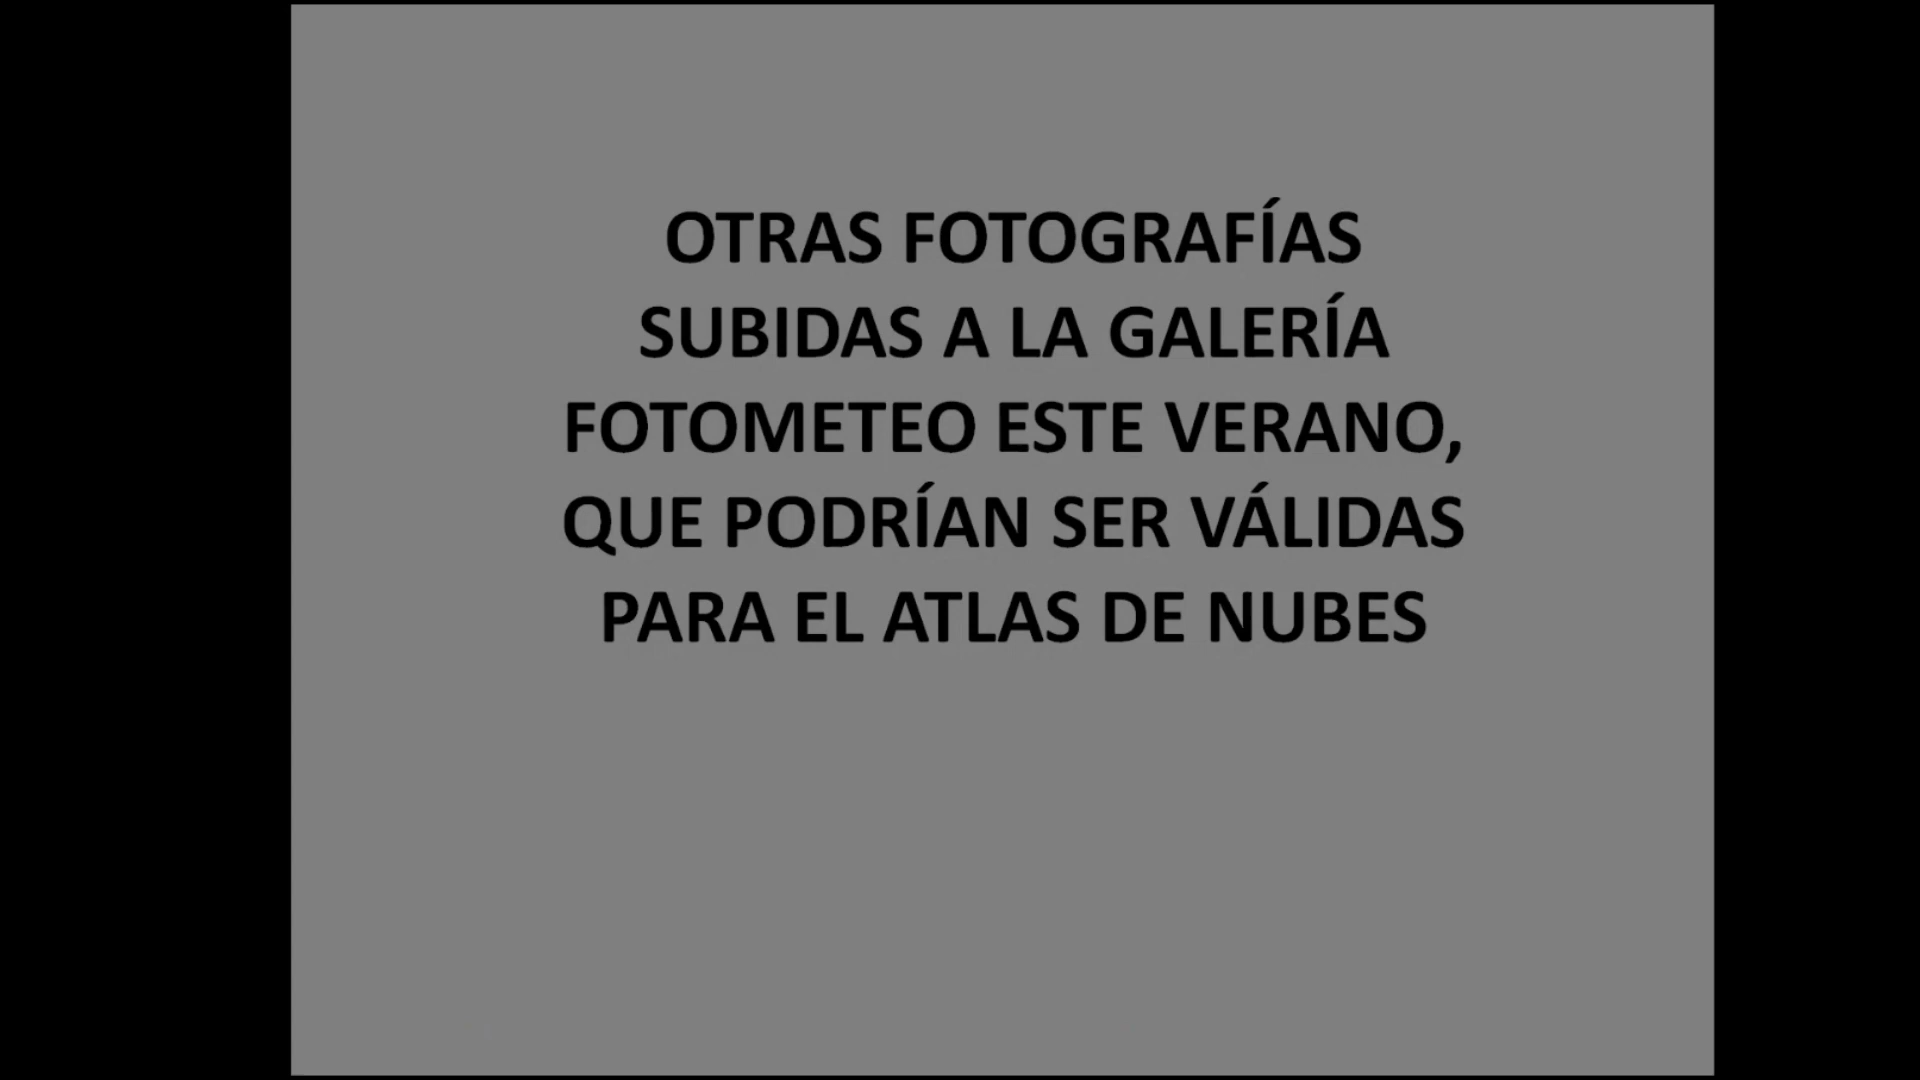 OTRAS FOTOGRAFÍAS
SUBIDAS A LA GALERÍA
FOTOMETEO ESTE VERANO,
QUE PODRÍAN SER VÁLIDAS
PARA EL ATLAS DE NUBES